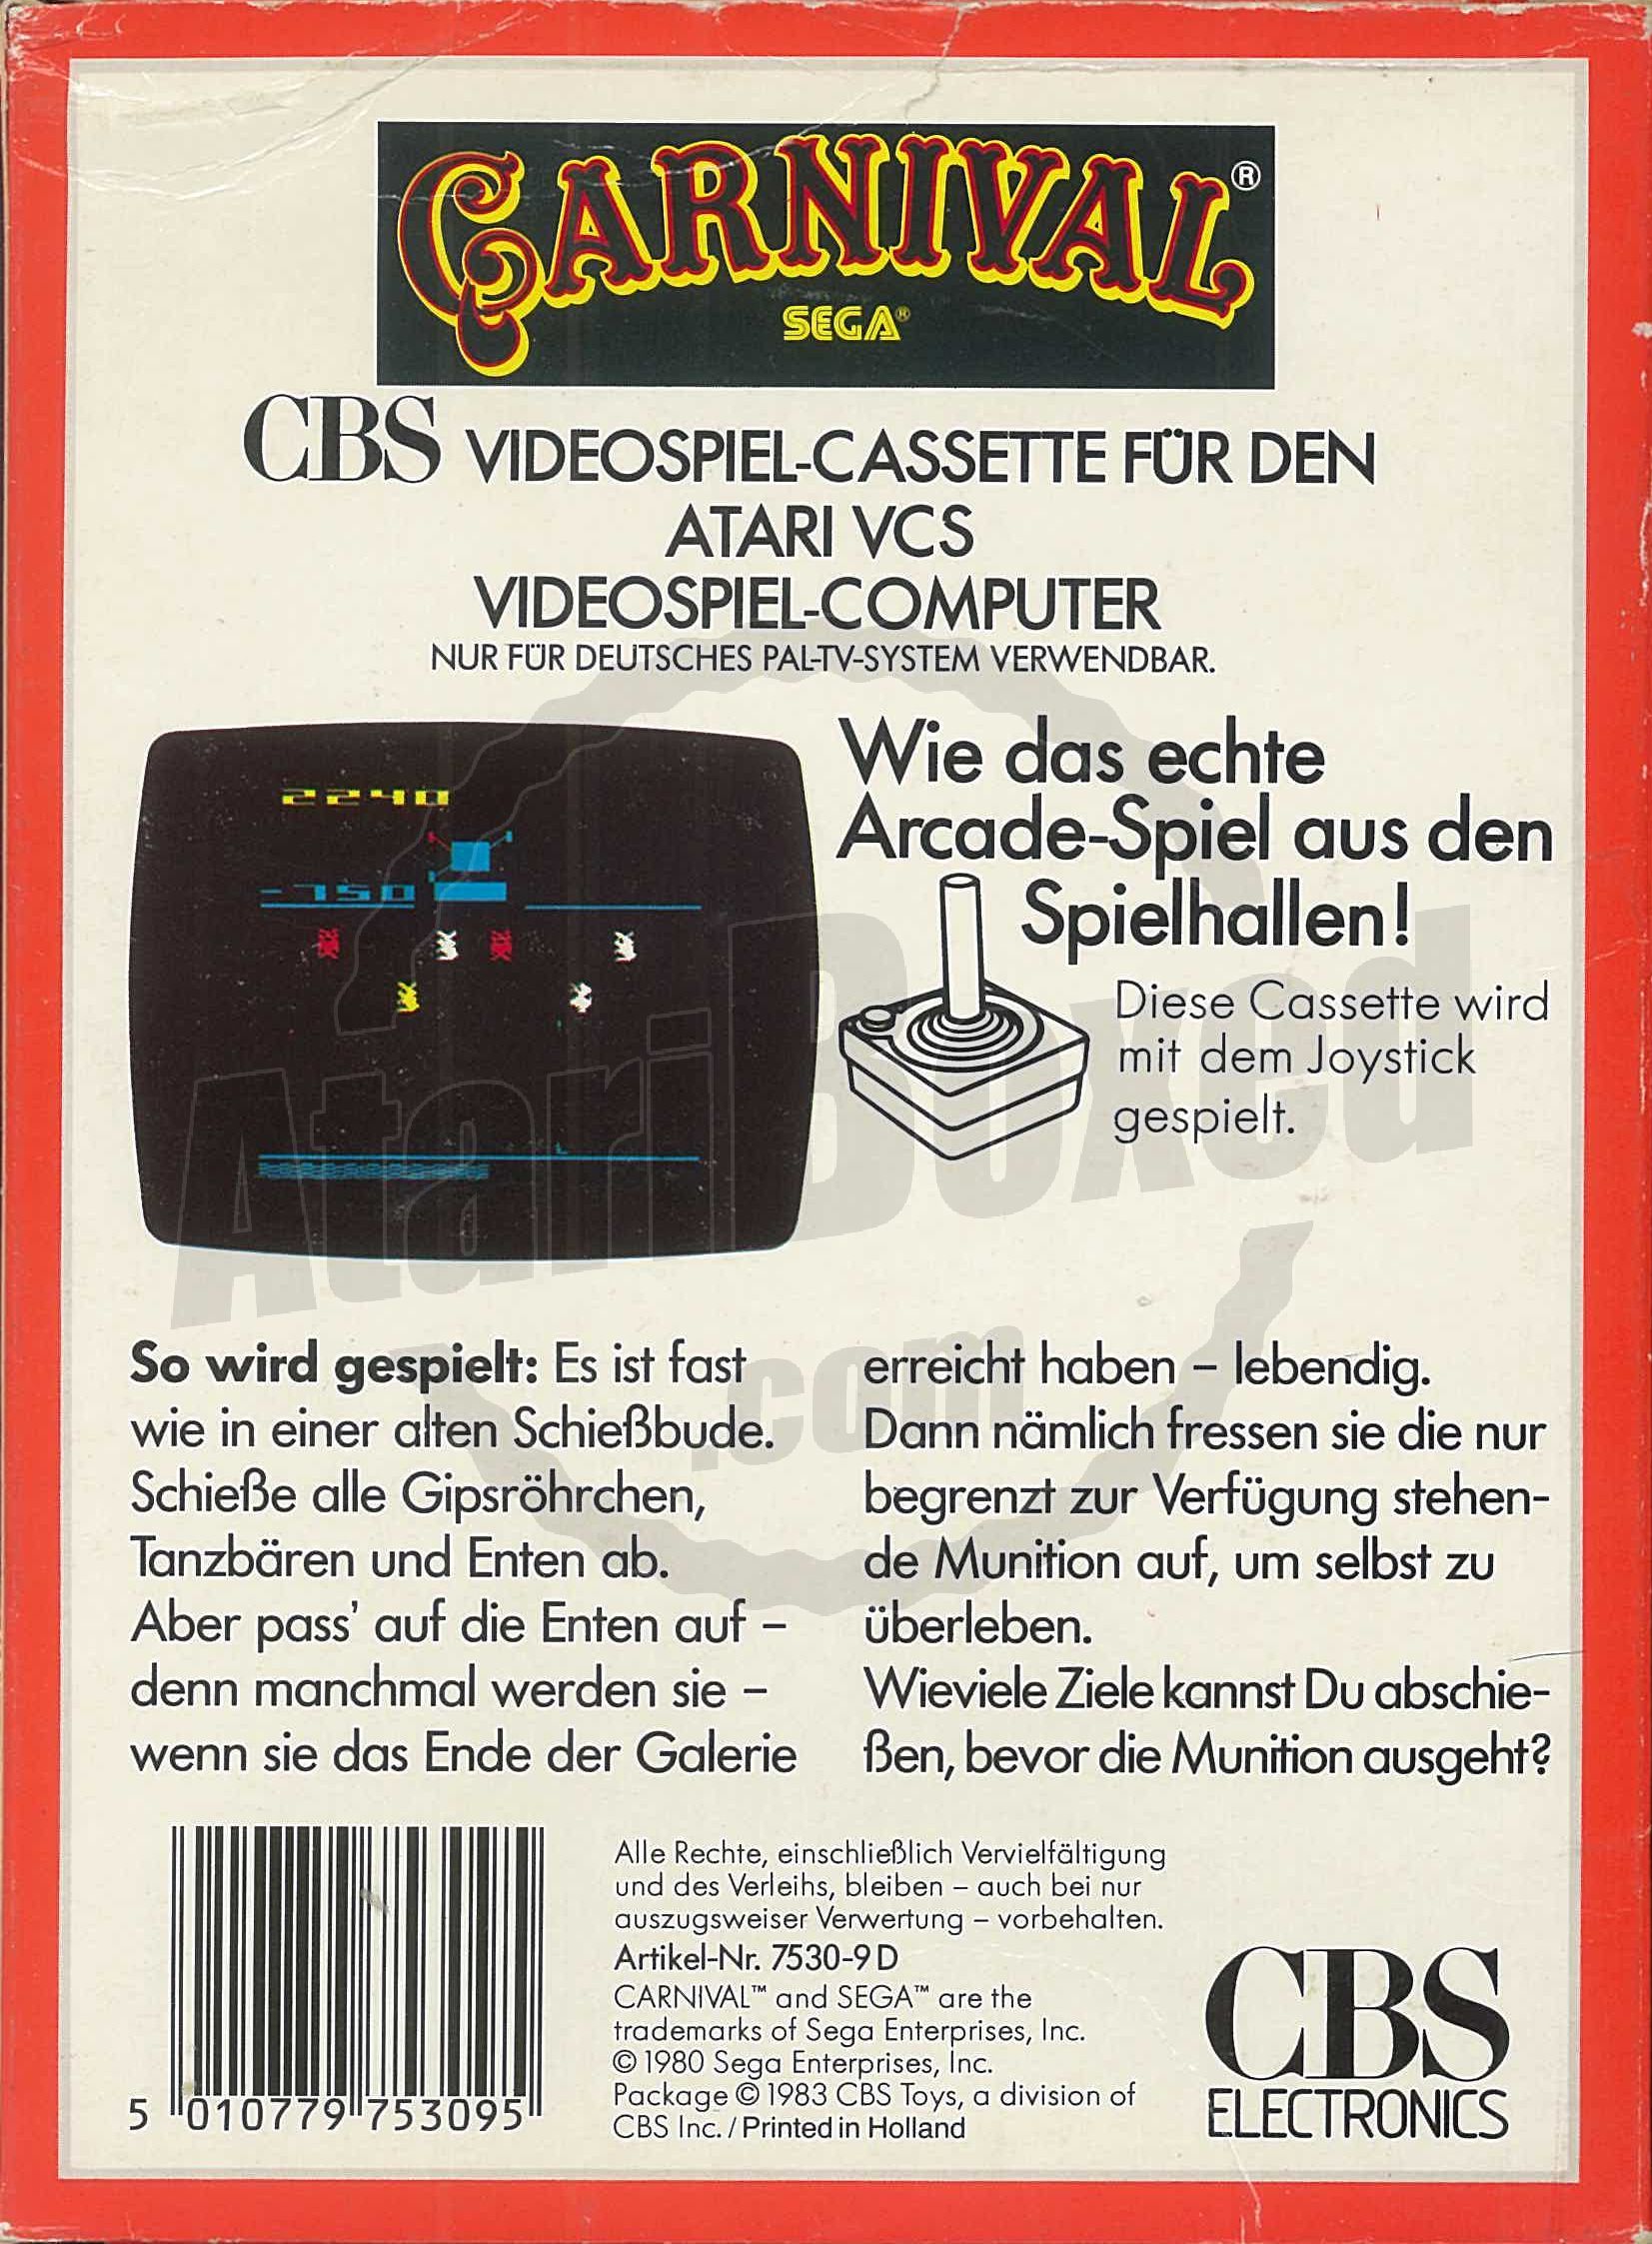 CARNIVAL®
SEGA®
CBS VIDEOSPIEL-CASSETTE FÜR DEN
ATARI VCS
VIDEOSPIEL-COMPUTER
NUR FÜR DEUTSCHES PAL-TV-SYSTEM VERWENDBAR.
2240
-750
Wie das echte
Arcade-Spiel aus den
Spielhallen!
Diese Cassette wird
mit dem Joystick
gespielt.
AtariBoxed
.com
So wird gespielt: Es ist fast
wie in einer alten Schießbude.
Schieße alle Gipsröhrchen,
Tanzbären und Enten ab.
Aber pass' auf die Enten auf –
denn manchmal werden sie –
wenn sie das Ende der Galerie
erreicht haben – lebendig.
Dann nämlich fressen sie die nur
begrenzt zur Verfügung stehen-
de Munition auf, um selbst zu
überleben.
Wieviele Ziele kannst Du abschie-
ßen, bevor die Munition ausgeht?
5 010779 753095
Alle Rechte, einschließlich Vervielfältigung
und des Verleihs, bleiben – auch bei nur
auszugsweiser Verwertung – vorbehalten.
Artikel-Nr. 7530-9 D
CARNIVAL™ and SEGA™ are the
trademarks of Sega Enterprises, Inc.
© 1980 Sega Enterprises, Inc.
Package © 1983 CBS Toys, a division of
CBS Inc. / Printed in Holland
CBS
ELECTRONICS